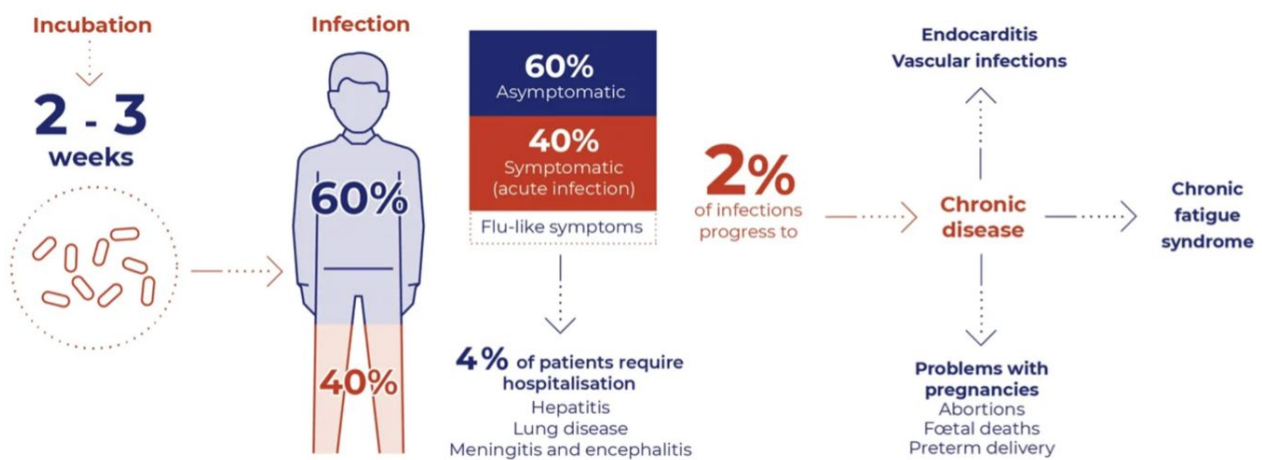 Incubation
2 - 3
weeks
Infection
60%
40%
60%
Asymptomatic
40%
Symptomatic
(acute infection)
Flu-like symptoms
4% of patients require
hospitalisation
Hepatitis
Lung disease
Meningitis and encephalitis
2%
of infections
progress to
Chronic
disease
Endocarditis
Vascular infections
Chronic
fatigue
syndrome
Problems with
pregnancies
Abortions
Fœtal deaths
Preterm delivery